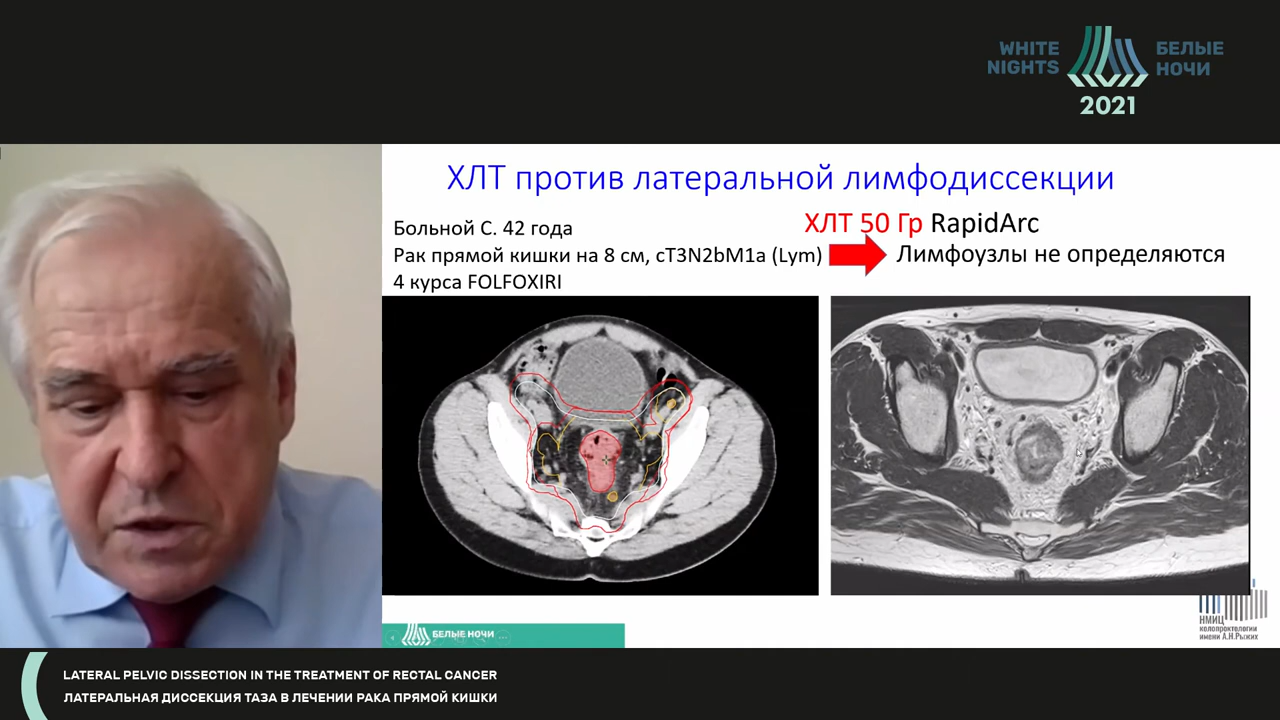 WHITE
NIGHTS
БЕЛЫЕ
НОЧИ
2021
ХЛТ против латеральной лимфодиссекции
Больной С. 42 года
Рак прямой кишки на 8 см, cT3N2bM1a (Lym)
4 курса FOLFOXIRI
ХЛТ 50 Гр RapidArc
Лимфоузлы не определяются
БЕЛЫЕ НОЧИ
НМИЦ
колопроктологии
имени А.Н.Рыжих
LATERAL PELVIC DISSECTION IN THE TREATMENT OF RECTAL CANCER
ЛАТЕРАЛЬНАЯ ДИССЕКЦИЯ ТАЗА В ЛЕЧЕНИИ РАКА ПРЯМОЙ КИШКИ